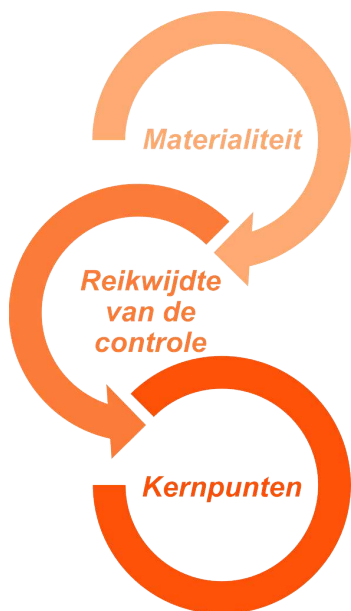 Materialiteit
Reikwijdte
van de
controle
Kernpunten